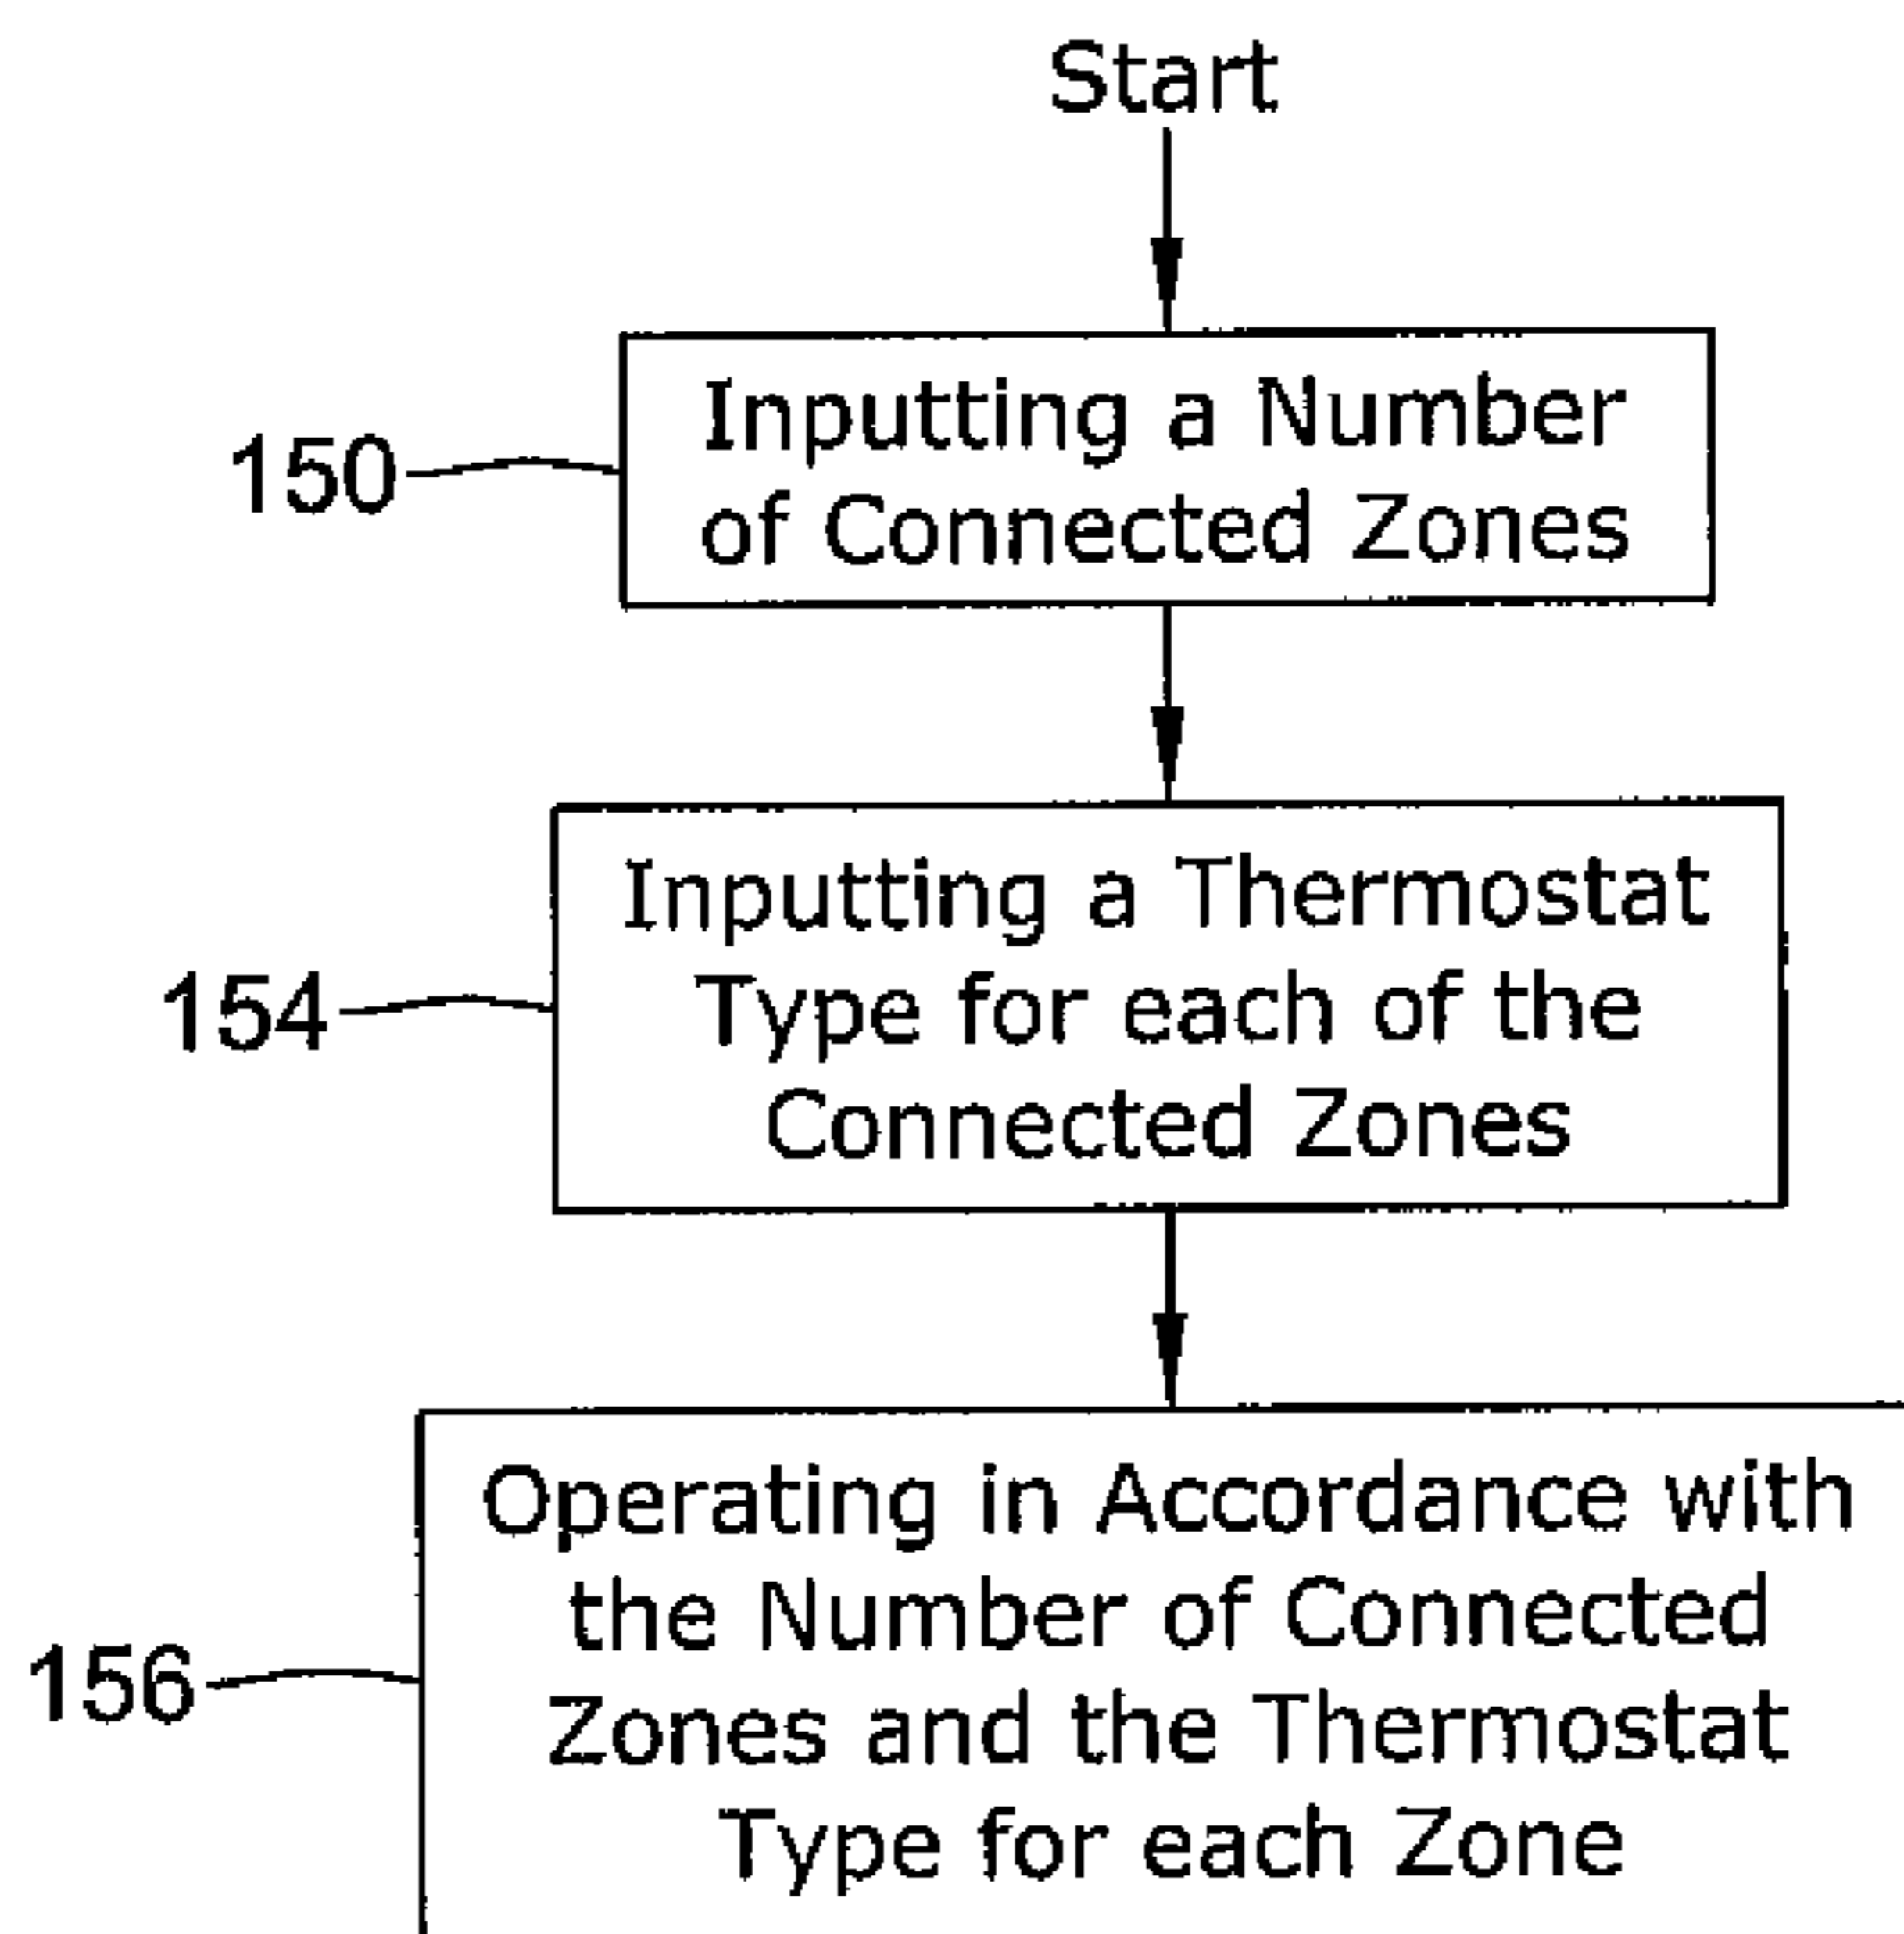 Start
Inputting a Number
150
of Connected Zones
Inputting a Thermostat
154
Type for each of the
Connected Zones
Operating in Accordance with
the Number of Connected
156
Zones and the Thermostat
Type for each Zone